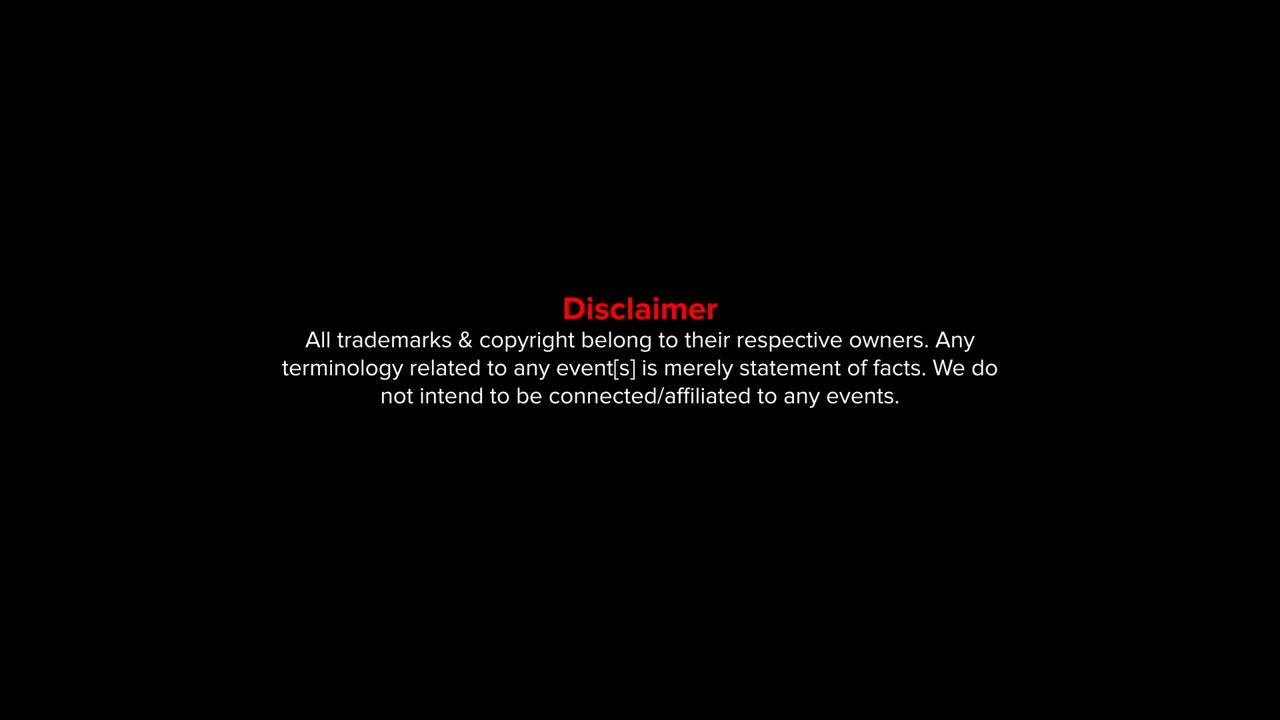 Disclaimer
All trademarks & copyright belong to their respective owners. Any
terminology related to any event[s] is merely statement of facts. We do
not intend to be connected/affiliated to any events.